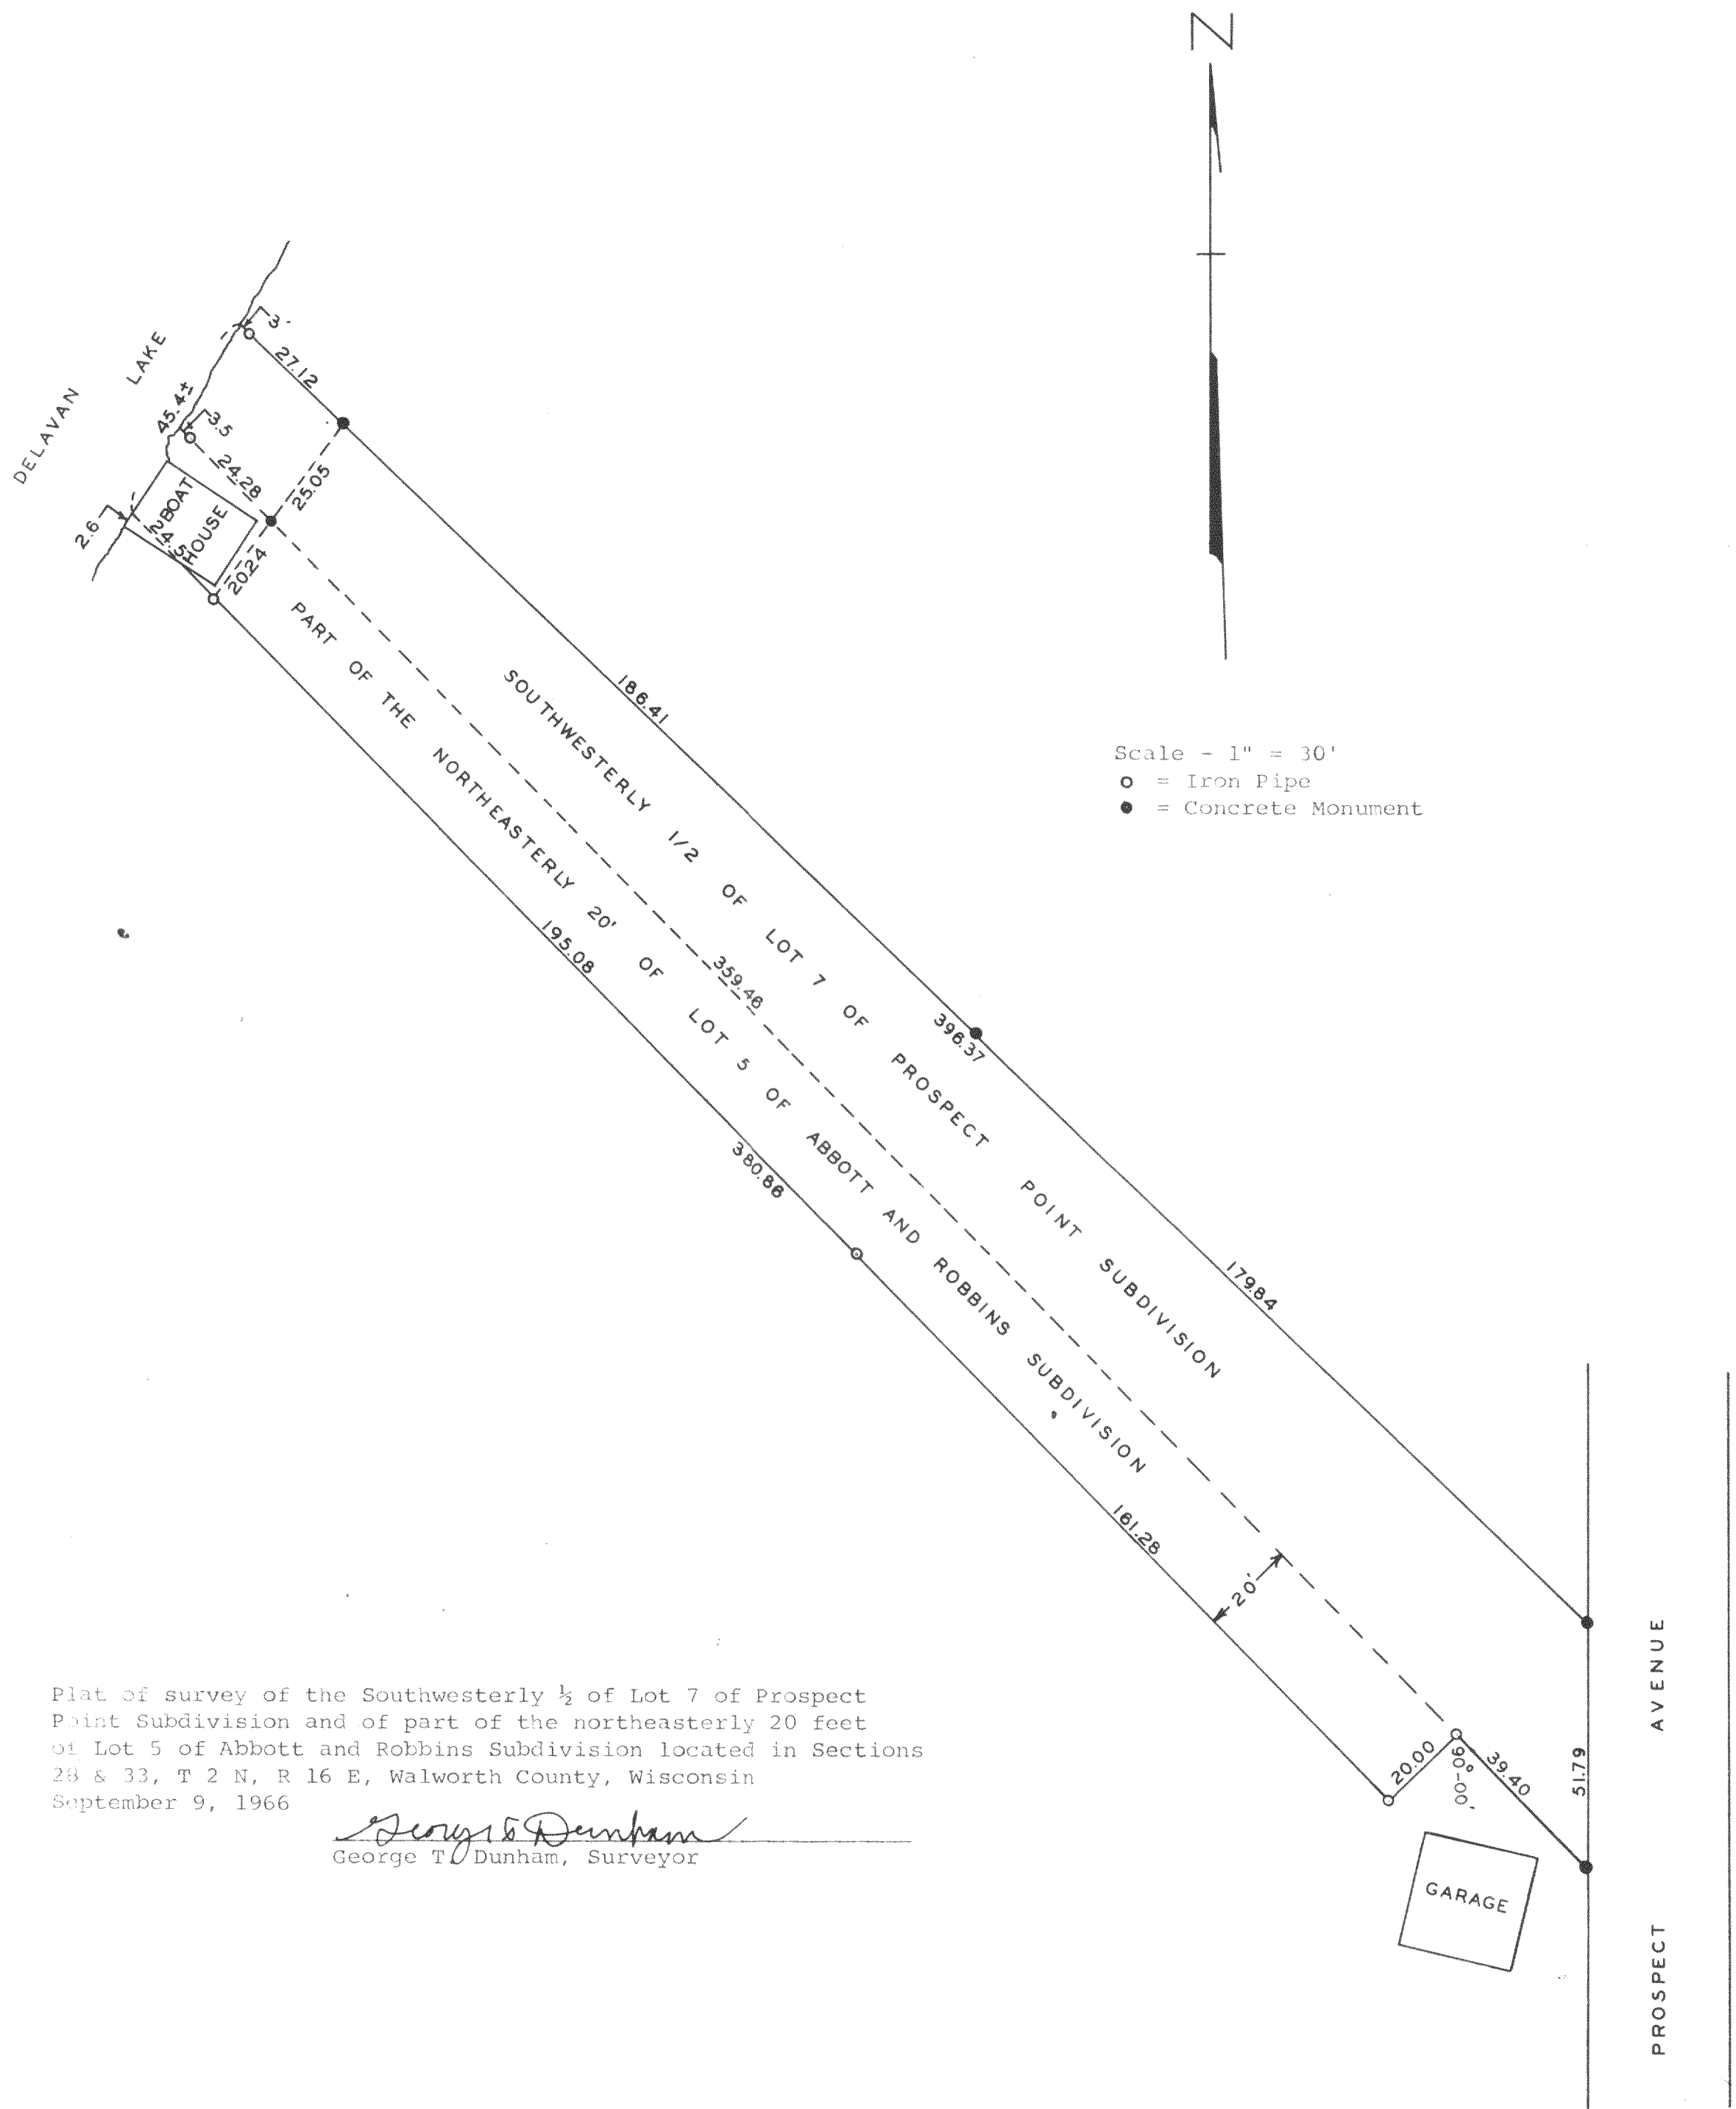 N
3'
27.12
DELAVAN LAKE
45.4±
3.5
24.28
25.05
BOAT
HOUSE
2.6
24.5
20.24
186.41
SOUTHWESTERLY 1/2 OF LOT 7 OF PROSPECT POINT SUBDIVISION
PART OF THE NORTHEASTERLY 20' OF LOT 5 OF ABBOTT AND ROBBINS SUBDIVISION
Scale - 1" = 30'
o = Iron Pipe
● = Concrete Monument
195.08
359.46
396.37
380.86
179.84
161.28
20'
20.00
90-00'
39.40
51.79
GARAGE
PROSPECT AVENUE
Plat of survey of the Southwesterly ½ of Lot 7 of Prospect
Point Subdivision and of part of the northeasterly 20 feet
of Lot 5 of Abbott and Robbins Subdivision located in Sections
28 & 33, T 2 N, R 16 E, Walworth County, Wisconsin
September 9, 1966
George T Dunham
George T. Dunham, Surveyor